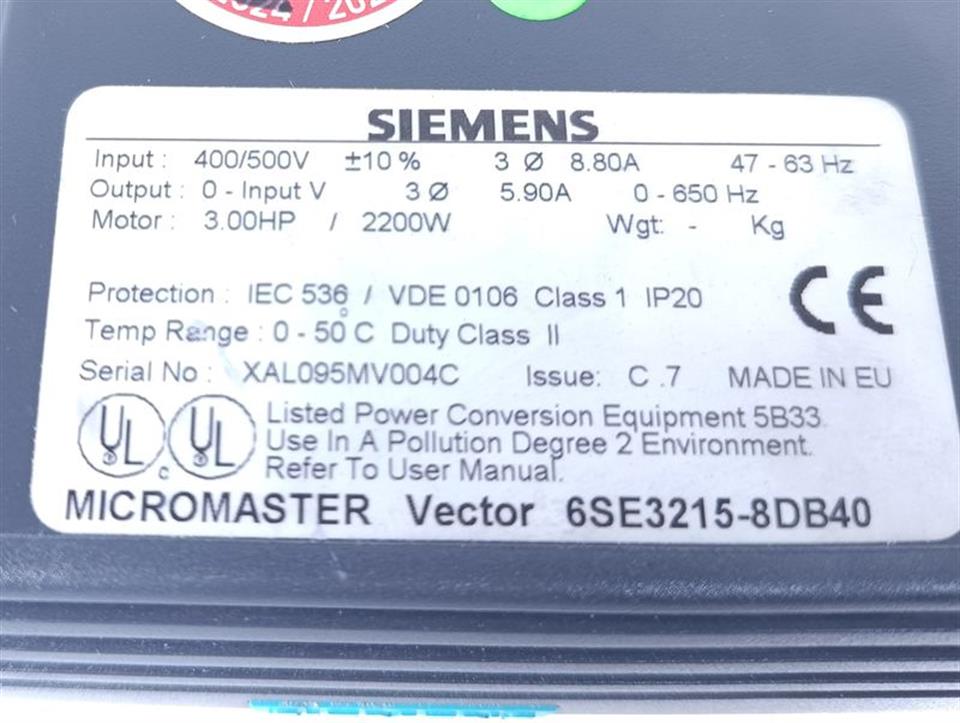 2024 / 202
SIEMENS
Input : 400/500V ±10 % 3 Ø 8.80A 47 - 63 Hz
Output : 0 - Input V 3 Ø 5.90A 0 - 650 Hz
Motor : 3.00HP / 2200W Wgt: - Kg
Protection : IEC 536 / VDE 0106 Class 1 IP20
CE
Temp Range : 0 - 50°C Duty Class II
Serial No : XAL095MV004C Issue: C .7 MADE IN EU
UL c UL Listed Power Conversion Equipment 5B33
Use In A Pollution Degree 2 Environment.
Refer To User Manual.
MICROMASTER Vector 6SE3215-8DB40